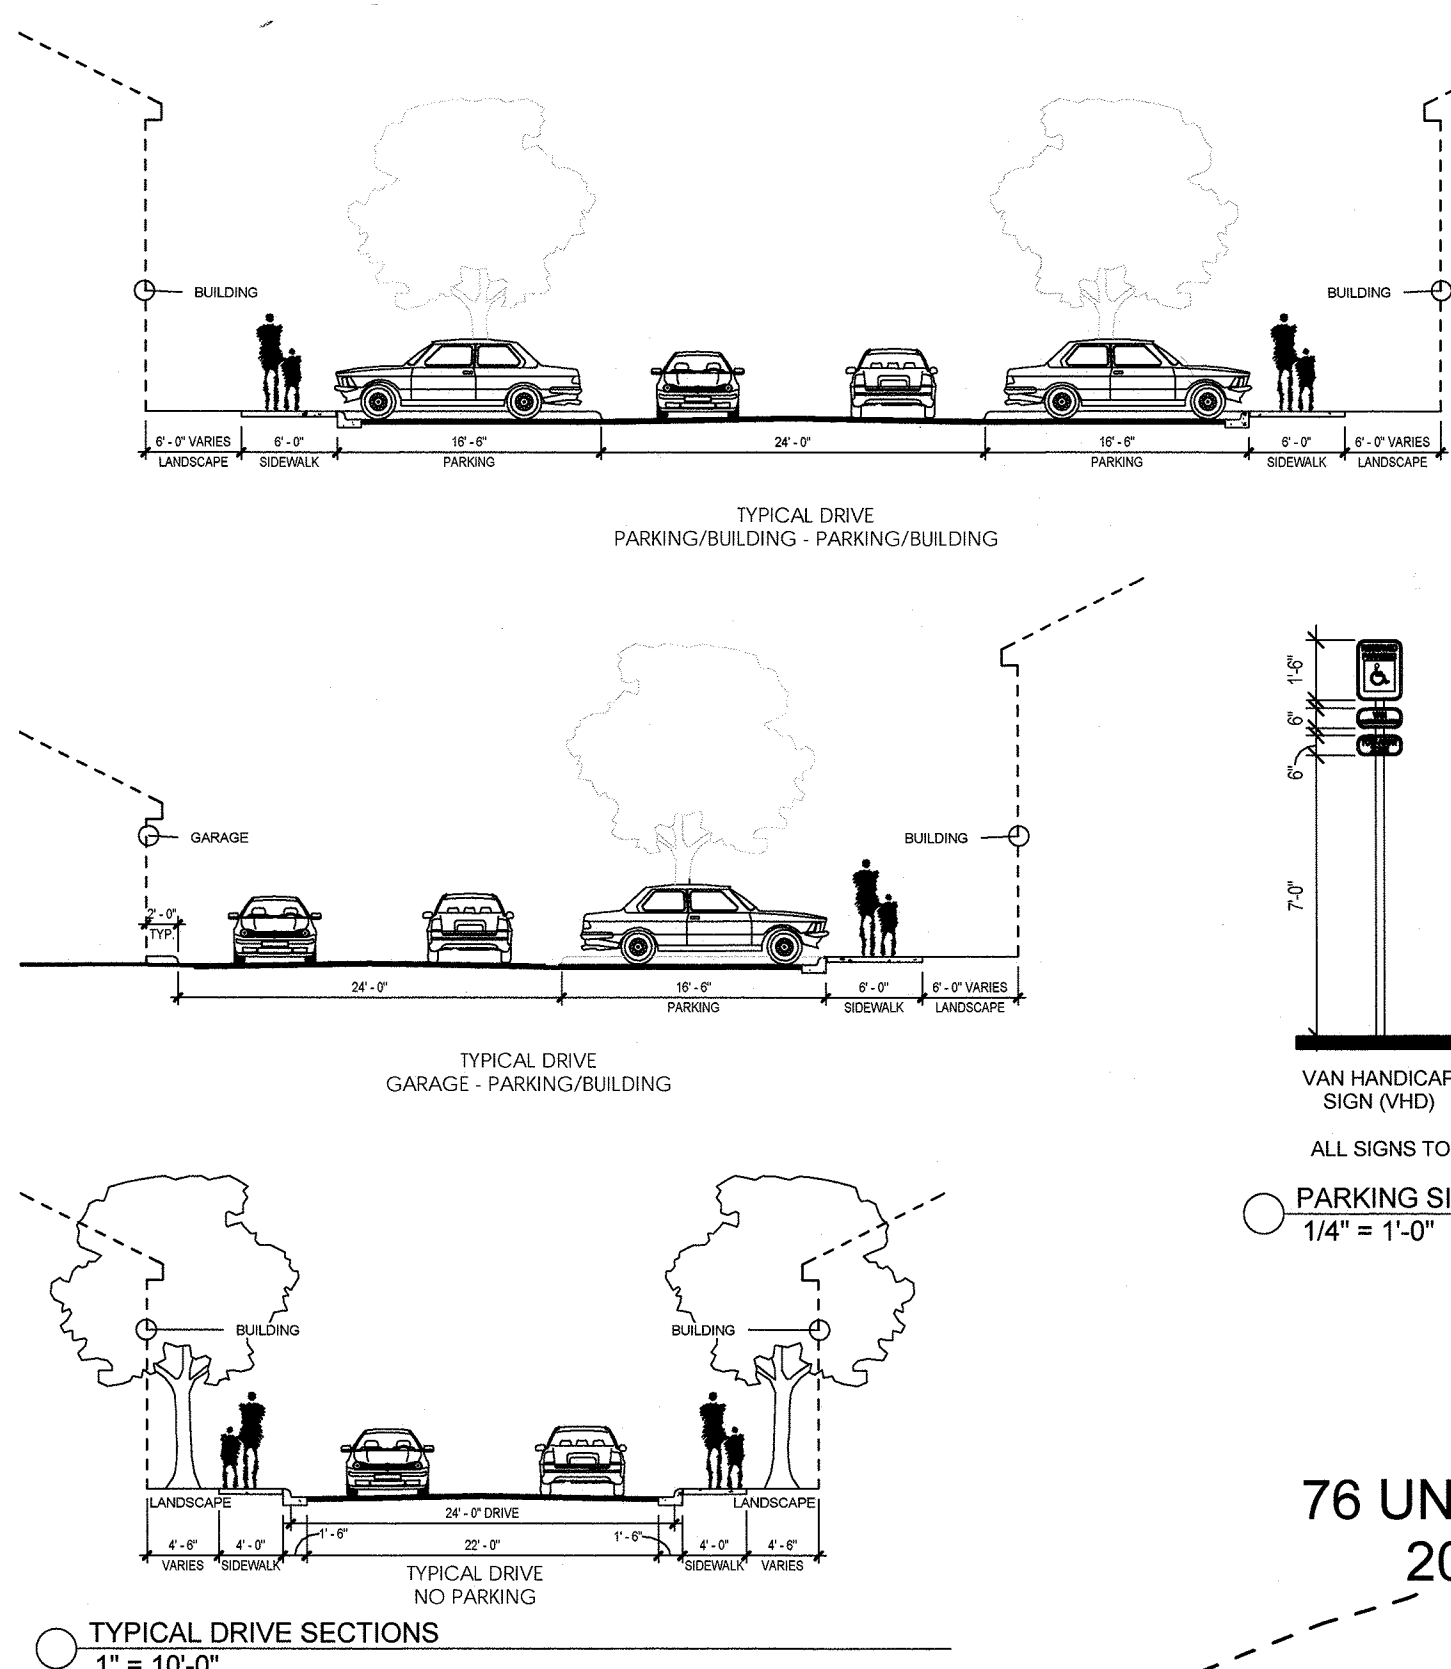 BUILDING
BUILDING
6' - 0" VARIES
6' - 0"
16' - 6"
24' - 0"
16' - 6"
6' - 0"
6' - 0" VARIES
LANDSCAPE
SIDEWALK
PARKING
PARKING
SIDEWALK
LANDSCAPE
TYPICAL DRIVE
PARKING/BUILDING - PARKING/BUILDING
GARAGE
BUILDING
2' - 0"
TYP.
24' - 0"
16' - 6"
6' - 0"
6' - 0" VARIES
PARKING
SIDEWALK
LANDSCAPE
TYPICAL DRIVE
GARAGE - PARKING/BUILDING
1'-6"
6"
6"
7'-0"
VAN
VAN HANDICAP
SIGN (VHD)
ALL SIGNS TO
PARKING SI
1/4" = 1'-0"
BUILDING
BUILDING
LANDSCAPE
LANDSCAPE
24' - 0" DRIVE
1' - 6"
1' - 6"
4' - 6"
4' - 0"
22' - 0"
4' - 0"
4' - 6"
VARIES
SIDEWALK
SIDEWALK
VARIES
TYPICAL DRIVE
NO PARKING
TYPICAL DRIVE SECTIONS
1" = 10'-0"
76 UN
20